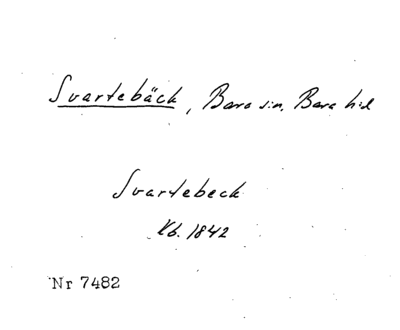 Svartebäck, Bara sn, Bara hd
Svartebeck
Kb. 1842
Nr 7482